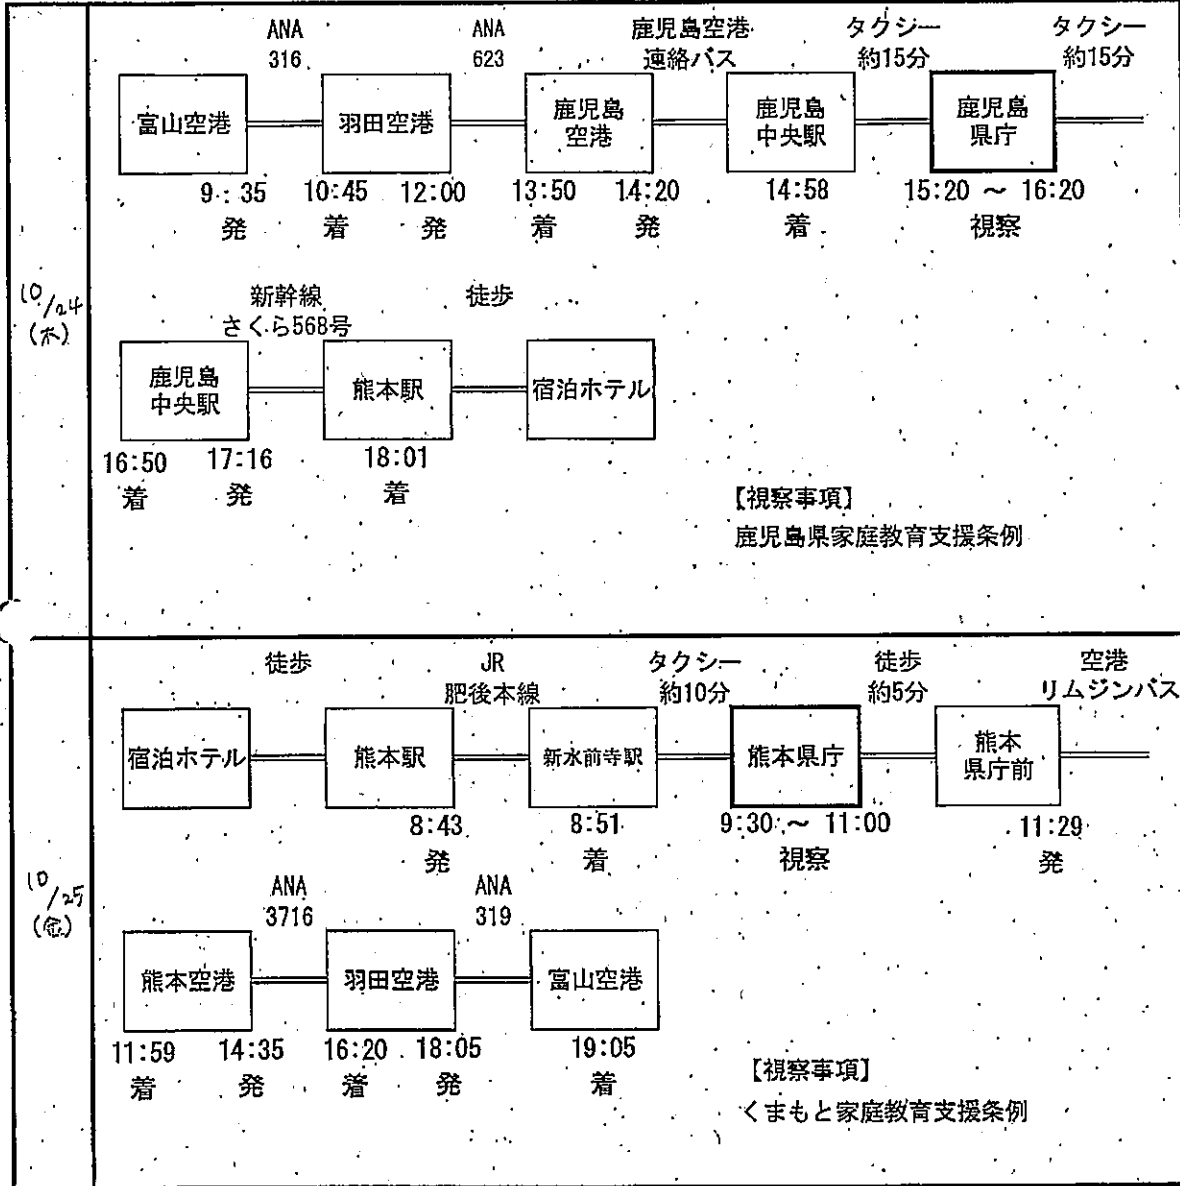 ANA
316
ANA
623
鹿児島空港
連絡バス
タクシー
約15分
タクシー
約15分
富山空港
羽田空港
鹿児島
空港
鹿児島
中央駅
鹿児島
県庁
9:35
発
10:45
着
12:00
発
13:50
着
14:20
発
14:58
着
15:20 ～ 16:20
視察
10/24
(木)
新幹線
さくら568号
徒歩
鹿児島
中央駅
熊本駅
宿泊ホテル
16:50
着
17:16
発
18:01
着
【視察事項】
鹿児島県家庭教育支援条例
徒歩
JR
肥後本線
タクシー
約10分
徒歩
約5分
空港
リムジンバス
宿泊ホテル
熊本駅
新水前寺駅
熊本県庁
熊本
県庁前
8:43
発
8:51
着
9:30 ～ 11:00
視察
11:29
発
10/25
(金)
ANA
3716
ANA
319
熊本空港
羽田空港
富山空港
11:59
着
14:35
発
16:20
着
18:05
発
19:05
着
【視察事項】
くまもと家庭教育支援条例